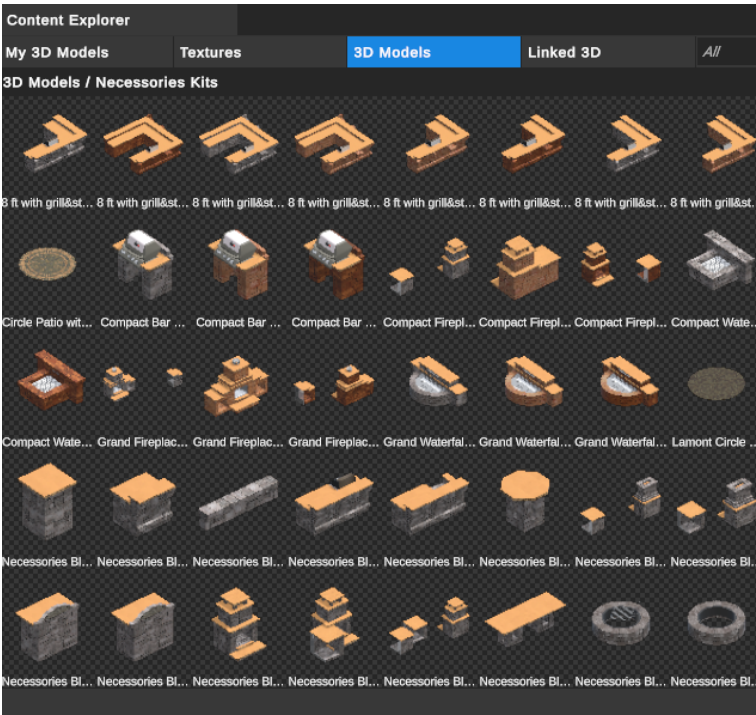 Content Explorer
My 3D Models Textures 3D Models Linked 3D All
3D Models / Necessories Kits
8 ft with grill&st... 8 ft with grill&st... 8 ft with grill&st... 8 ft with grill&st... 8 ft with grill&st... 8 ft with grill&st... 8 ft with grill&st... 8 ft with grill&st...
Circle Patio wit... Compact Bar ... Compact Bar ... Compact Bar ... Compact Firepl... Compact Firepl... Compact Firepl... Compact Wate...
Compact Wate... Grand Fireplac... Grand Fireplac... Grand Fireplac... Grand Waterfal... Grand Waterfal... Grand Waterfal... Lamont Circle ...
Necessories Bl... Necessories Bl... Necessories Bl... Necessories Bl... Necessories Bl... Necessories Bl... Necessories Bl... Necessories Bl...
Necessories Bl... Necessories Bl... Necessories Bl... Necessories Bl... Necessories Bl... Necessories Bl... Necessories Bl... Necessories Bl...